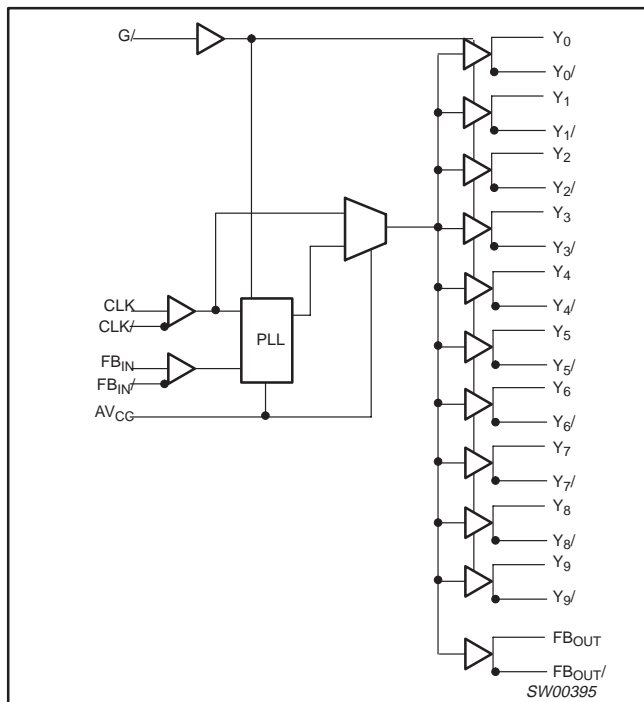 G/
Y0
Y0/
Y1
Y1/
Y2
Y2/
Y3
Y3/
Y4
Y4/
CLK
CLK/
PLL
Y5
Y5/
FBIN
FBIN/
Y6
Y6/
AVCC
Y7
Y7/
Y8
Y8/
Y9
Y9/
FBOUT
FBOUT/
SW00395